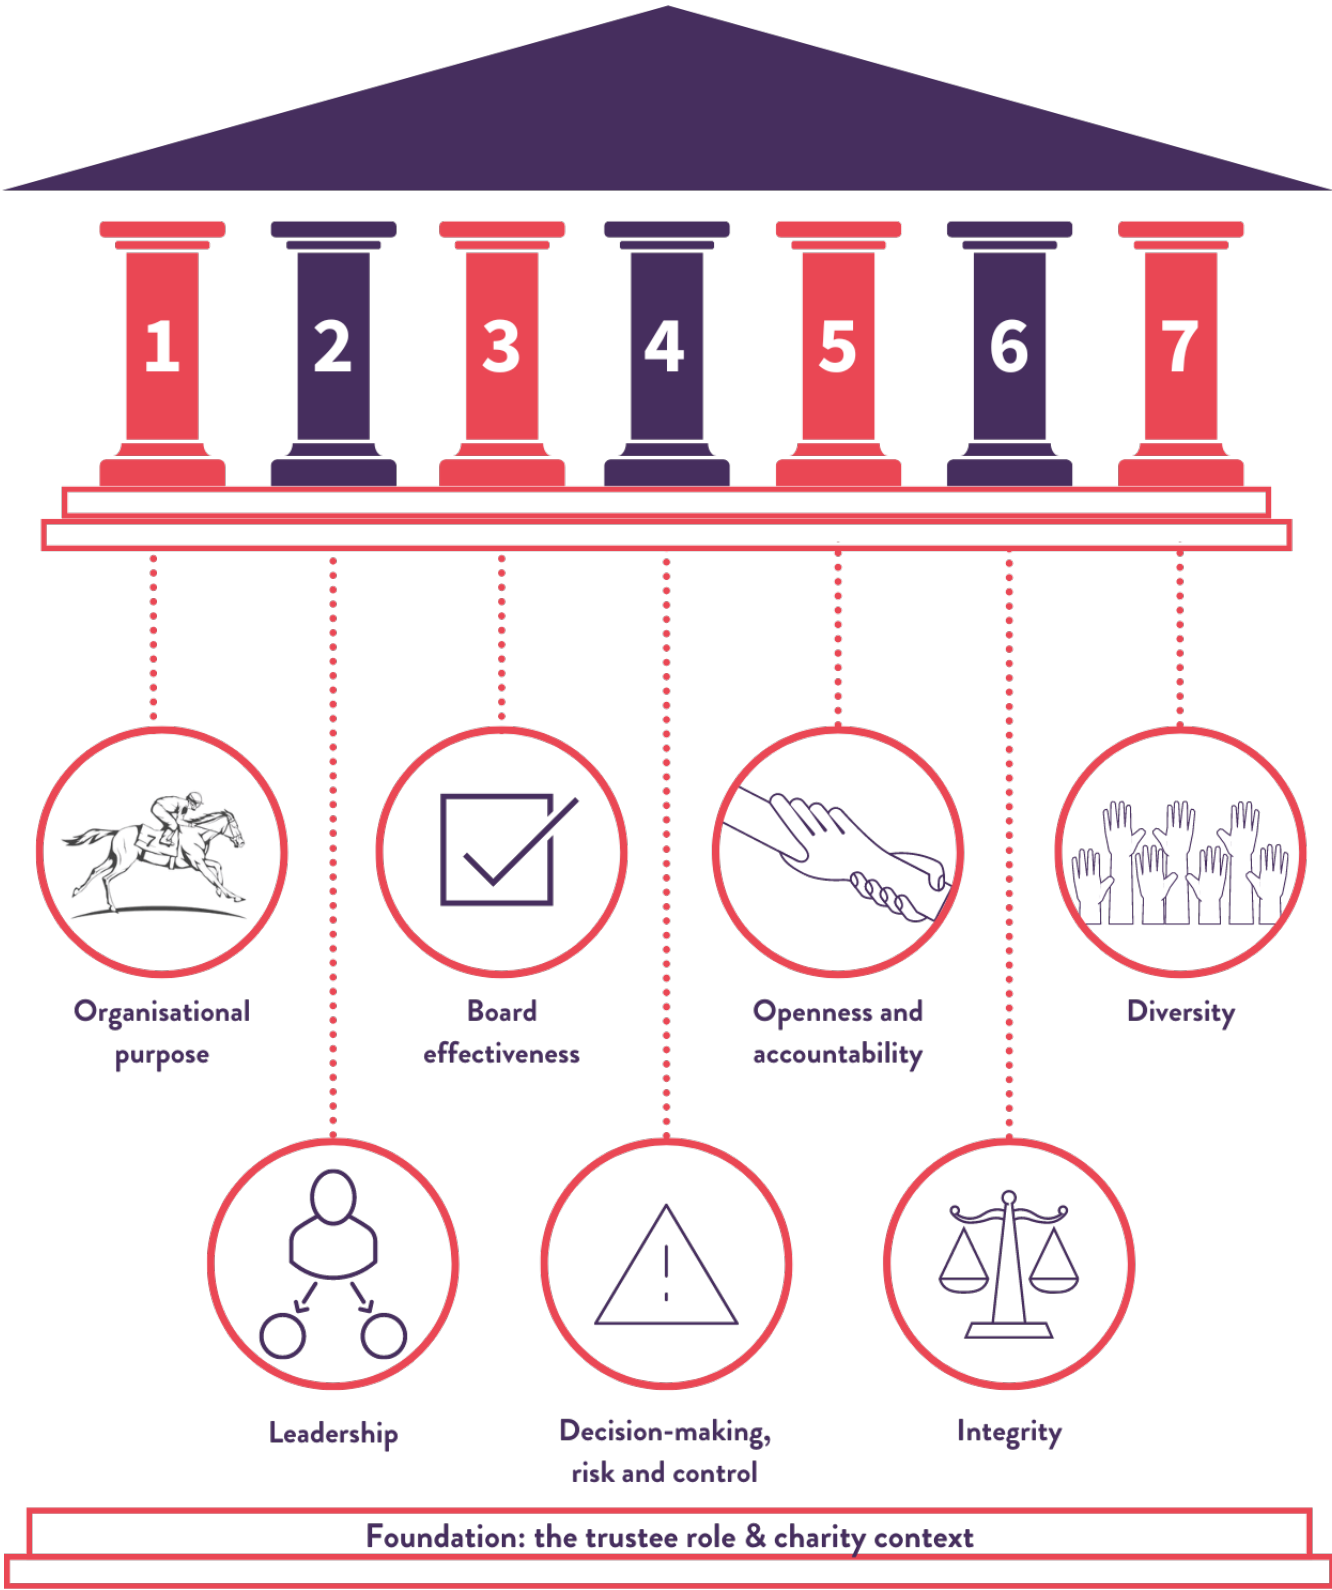 1
2
3
4
5
6
7
Organisational
purpose
Board
effectiveness
Openness and
accountability
Diversity
Leadership
Decision-making,
risk and control
Integrity
Foundation: the trustee role & charity context